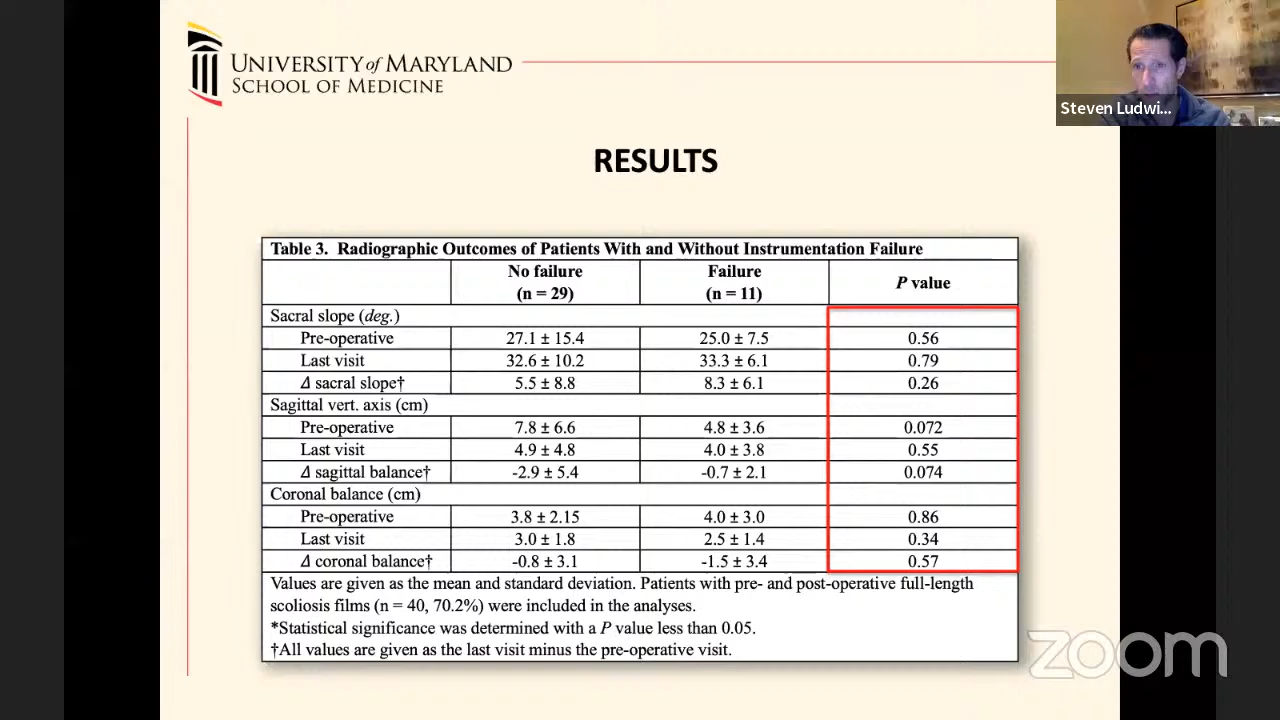 UNIVERSITY of MARYLAND
SCHOOL OF MEDICINE
Steven Ludwi...
RESULTS
Table 3. Radiographic Outcomes of Patients With and Without Instrumentation Failure
No failure (n = 29) Failure (n = 11) P value
Sacral slope (deg.)
Pre-operative 27.1 ± 15.4 25.0 ± 7.5 0.56
Last visit 32.6 ± 10.2 33.3 ± 6.1 0.79
Δ sacral slope† 5.5 ± 8.8 8.3 ± 6.1 0.26
Sagittal vert. axis (cm)
Pre-operative 7.8 ± 6.6 4.8 ± 3.6 0.072
Last visit 4.9 ± 4.8 4.0 ± 3.8 0.55
Δ sagittal balance† -2.9 ± 5.4 -0.7 ± 2.1 0.074
Coronal balance (cm)
Pre-operative 3.8 ± 2.15 4.0 ± 3.0 0.86
Last visit 3.0 ± 1.8 2.5 ± 1.4 0.34
Δ coronal balance† -0.8 ± 3.1 -1.5 ± 3.4 0.57
Values are given as the mean and standard deviation. Patients with pre- and post-operative full-length
scoliosis films (n = 40, 70.2%) were included in the analyses.
*Statistical significance was determined with a P value less than 0.05.
†All values are given as the last visit minus the pre-operative visit.
zoom